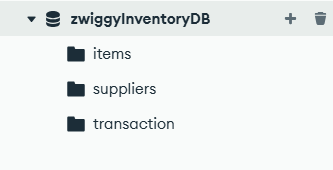 zwiggyInventoryDB
items
suppliers
transaction